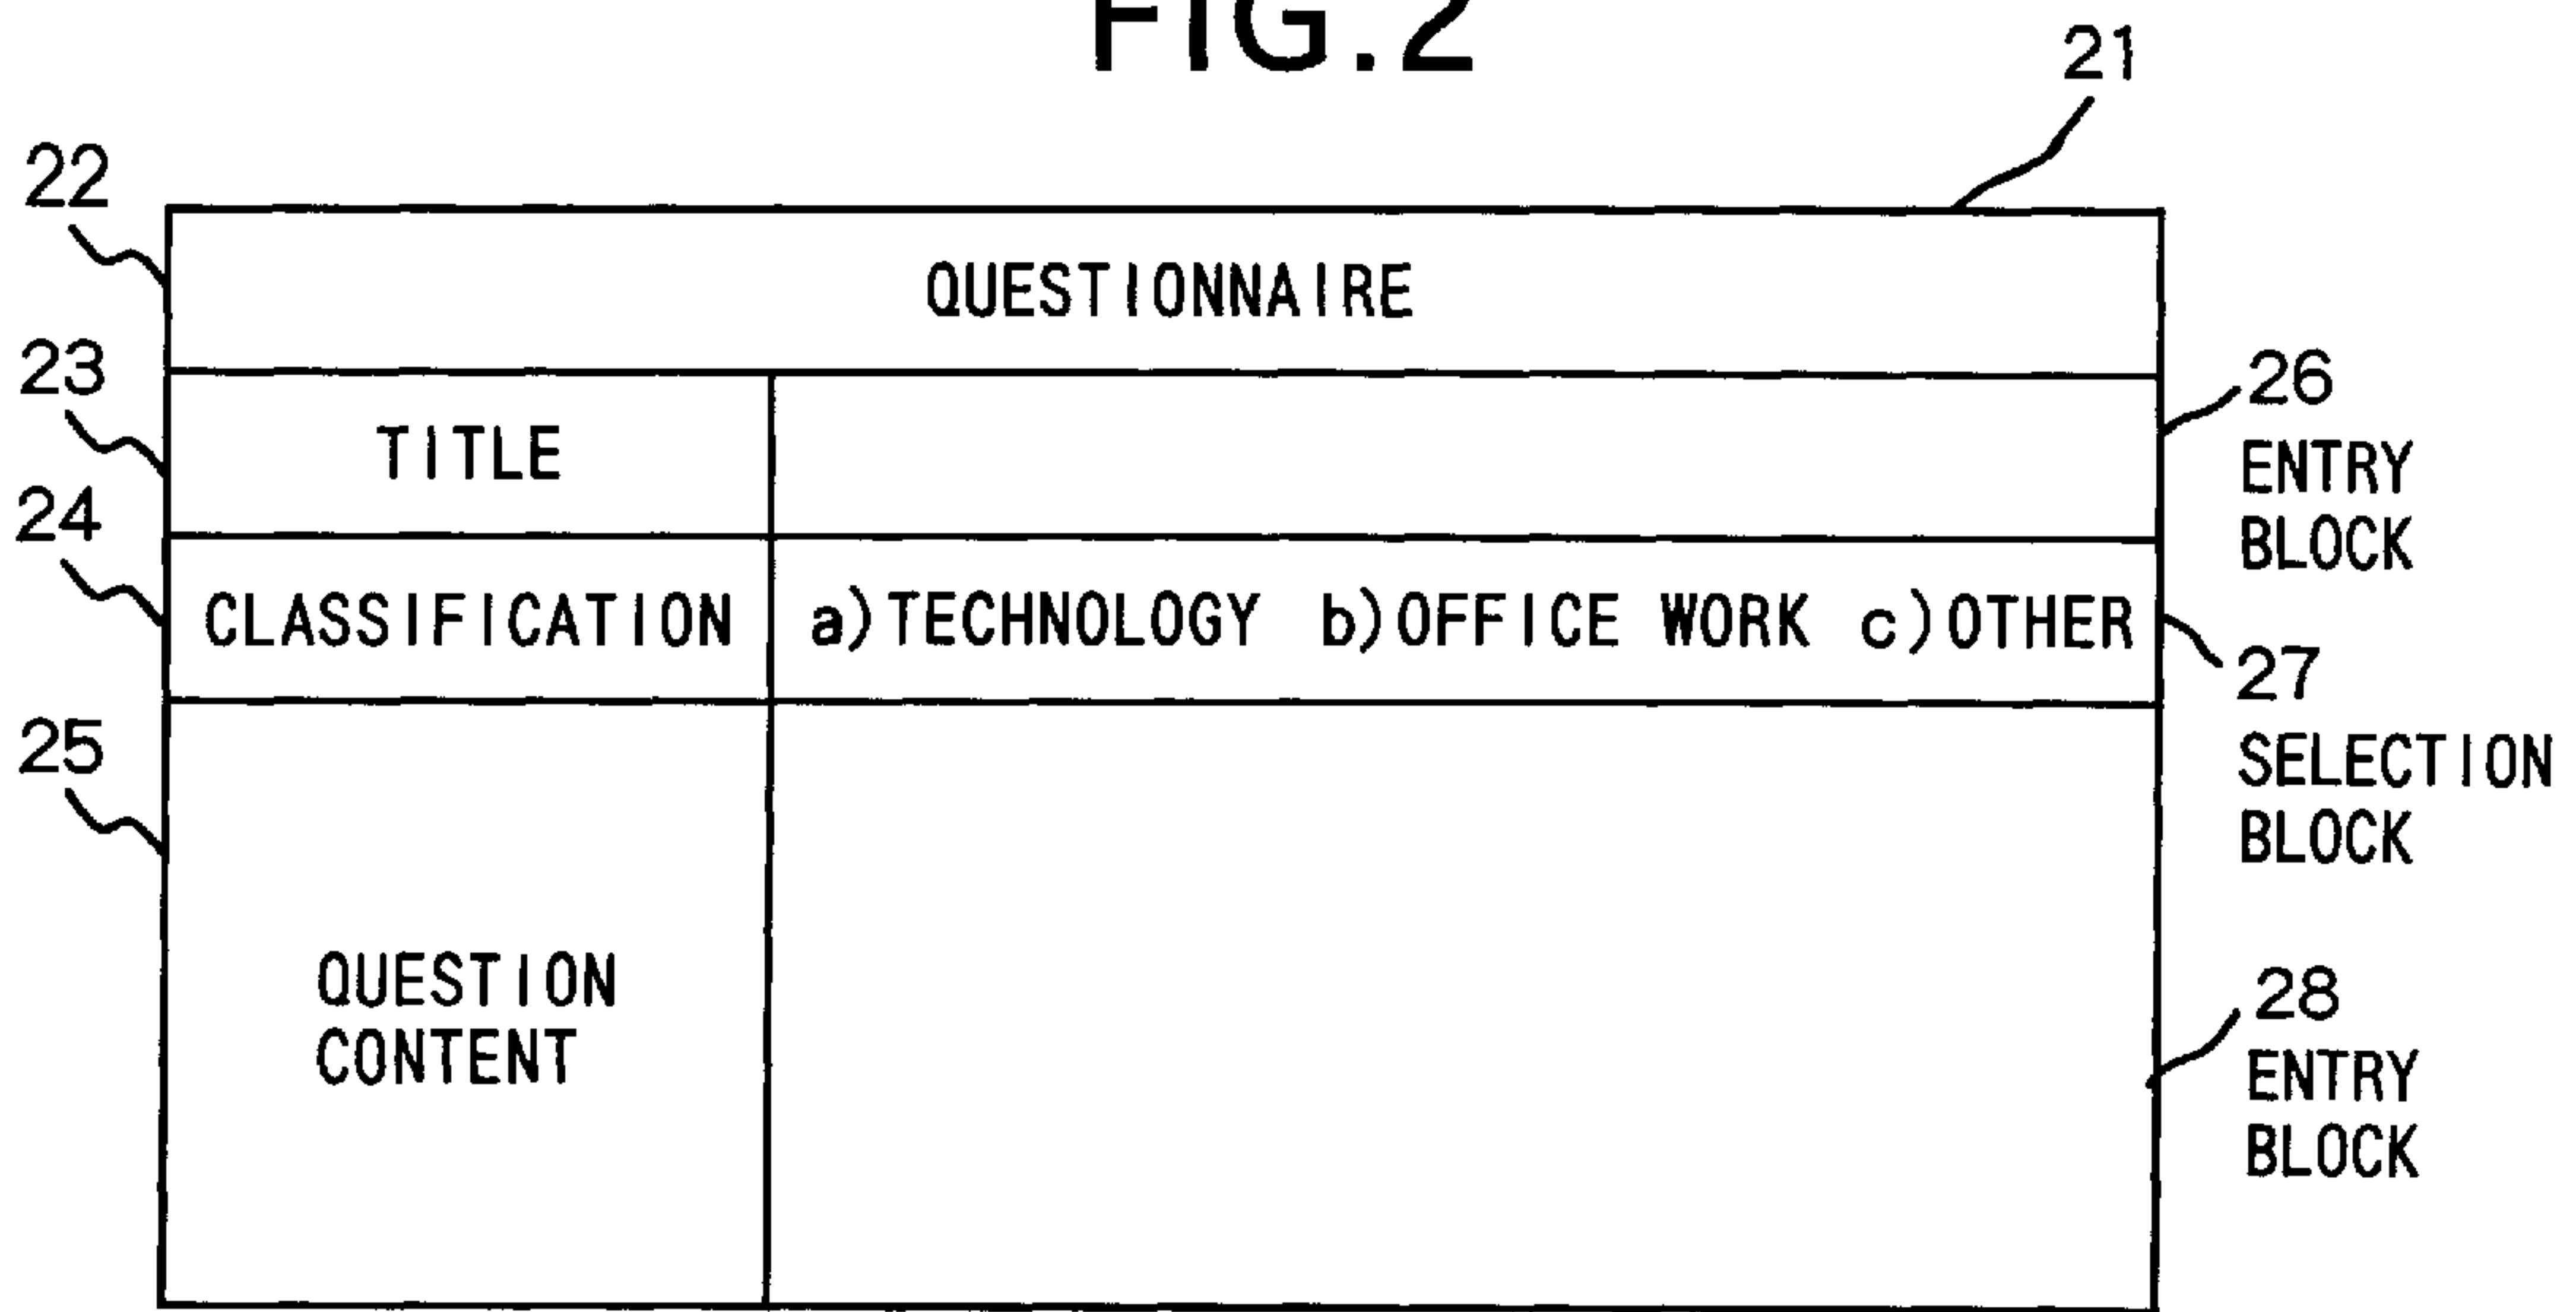 FIG.2
21
22
QUESTIONNAIRE
23
TITLE
26
ENTRY
BLOCK
24
CLASSIFICATION
a)TECHNOLOGY b)OFFICE WORK c)OTHER
27
SELECTION
BLOCK
25
QUESTION
CONTENT
28
ENTRY
BLOCK